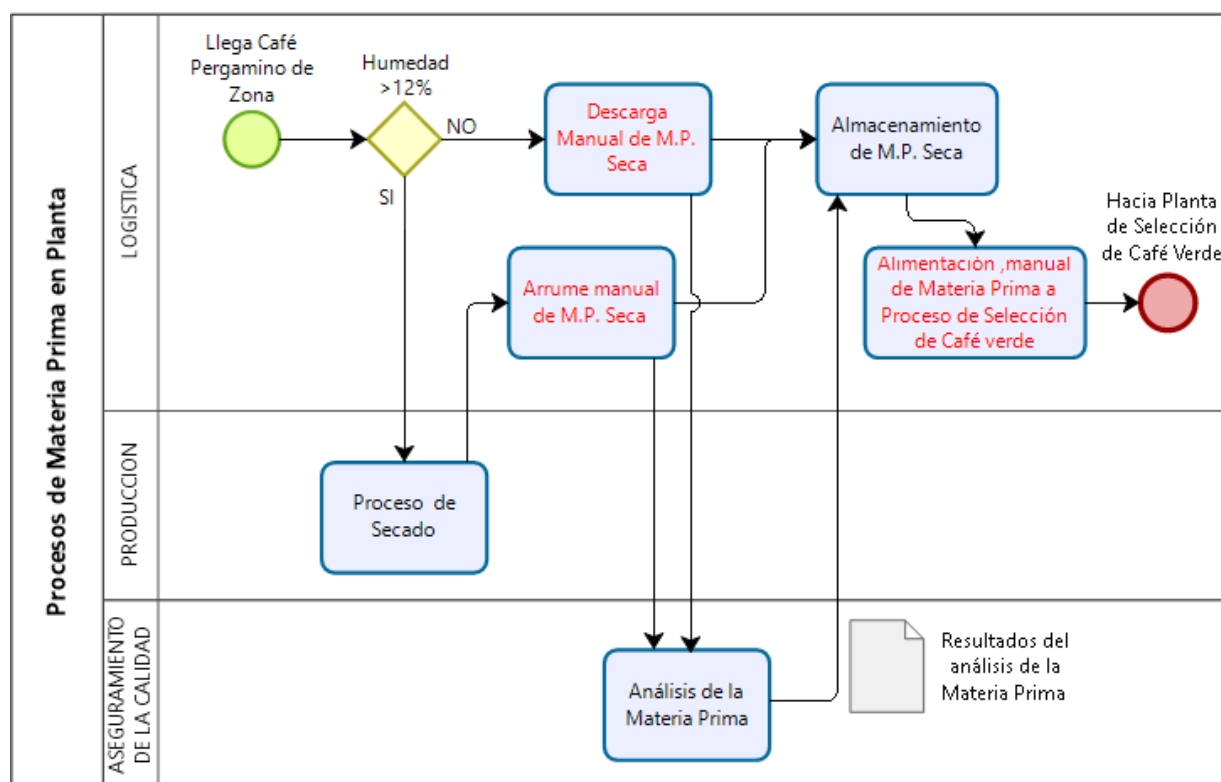 Procesos de Materia Prima en Planta
LOGISTICA
Llega Café
Pergamino de
Zona
Humedad
>12%
NO
SI
Descarga
Manual de M.P.
Seca
Almacenamiento
de M.P. Seca
Arrume manual
de M.P. Seca
Alimentación ,manual
de Materia Prima a
Proceso de Selección
de Café verde
Hacia Planta
de Selección
de Café Verde
PRODUCCION
Proceso de
Secado
ASEGURAMIENTO
DE LA CALIDAD
Análisis de la
Materia Prima
Resultados del
análisis de la
Materia Prima